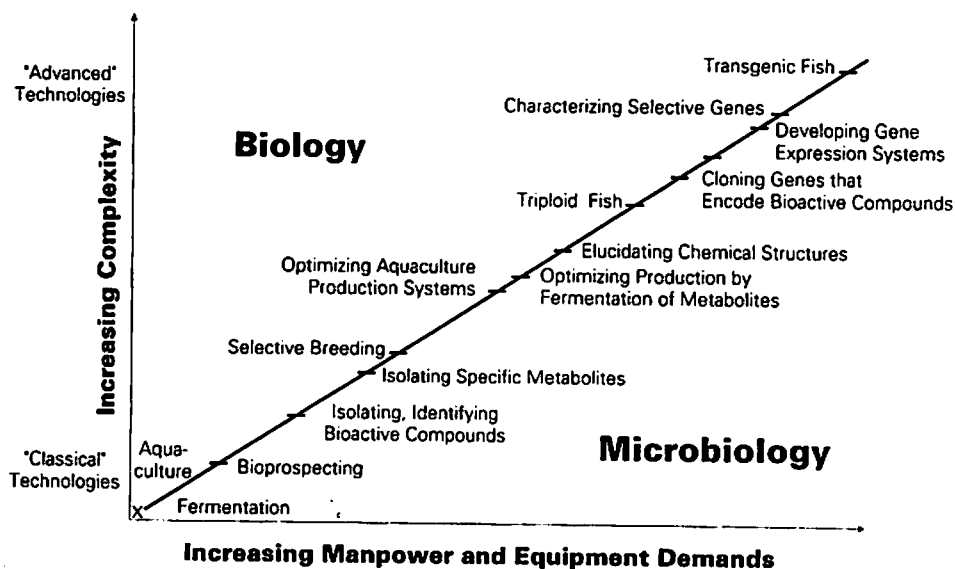 "Advanced"
Technologies
Transgenic Fish
Characterizing Selective Genes
Biology
Developing Gene
Expression Systems
Cloning Genes that
Encode Bioactive Compounds
Triploid Fish
Increasing Complexity
Elucidating Chemical Structures
Optimizing Aquaculture
Production Systems
Optimizing Production by
Fermentation of Metabolites
Selective Breeding
Isolating Specific Metabolites
Isolating, Identifying
Bioactive Compounds
Microbiology
"Classical"
Technologies
Aqua-
culture
Bioprospecting
X
Fermentation
Increasing Manpower and Equipment Demands